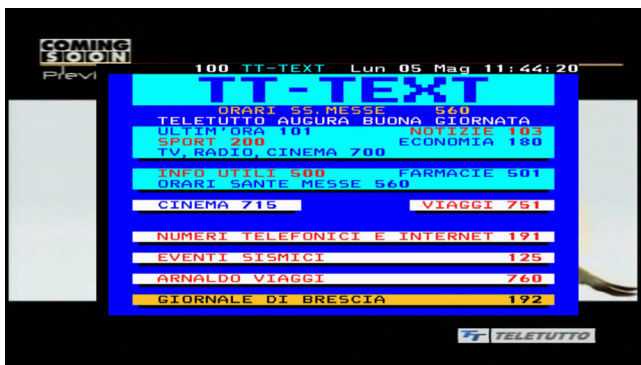 COMING
SOON
Previ
100 TT-TEXT Lun 05 Mag 11:44:20
TT-TEXT
ORARI SS.MESSE 560
TELETUTTO AUGURA BUONA GIORNATA
ULTIM'ORA 101 NOTIZIE 103
SPORT 200 ECONOMIA 180
TV, RADIO, CINEMA 700
INFO UTILI 500 FARMACIE 501
ORARI SANTE MESSE 560
CINEMA 715 VIAGGI 751
NUMERI TELEFONICI E INTERNET 191
EVENTI SISMICI 125
ARNALDO VIAGGI 760
GIORNALE DI BRESCIA 192
TT TELETUTTO